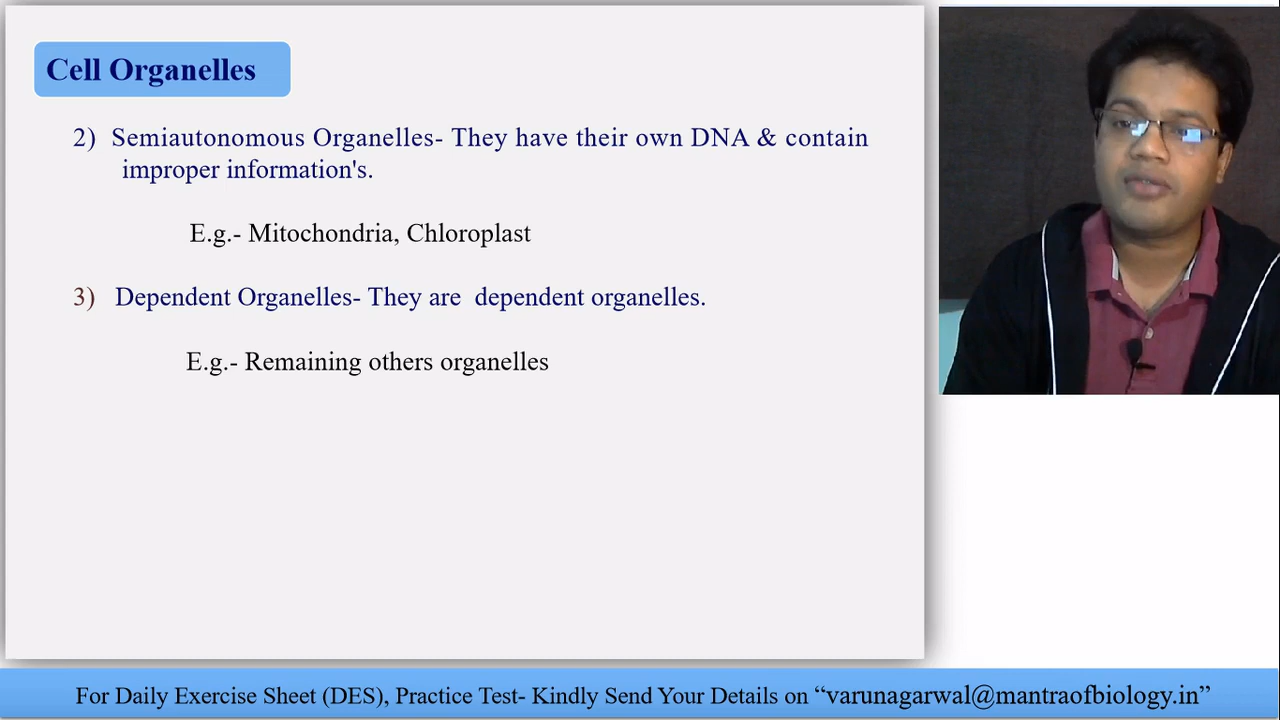 Cell Organelles
2) Semiautonomous Organelles- They have their own DNA & contain
improper information's.
E.g.- Mitochondria, Chloroplast
3) Dependent Organelles- They are dependent organelles.
E.g.- Remaining others organelles
For Daily Exercise Sheet (DES), Practice Test- Kindly Send Your Details on “varunagarwal@mantraofbiology.in”